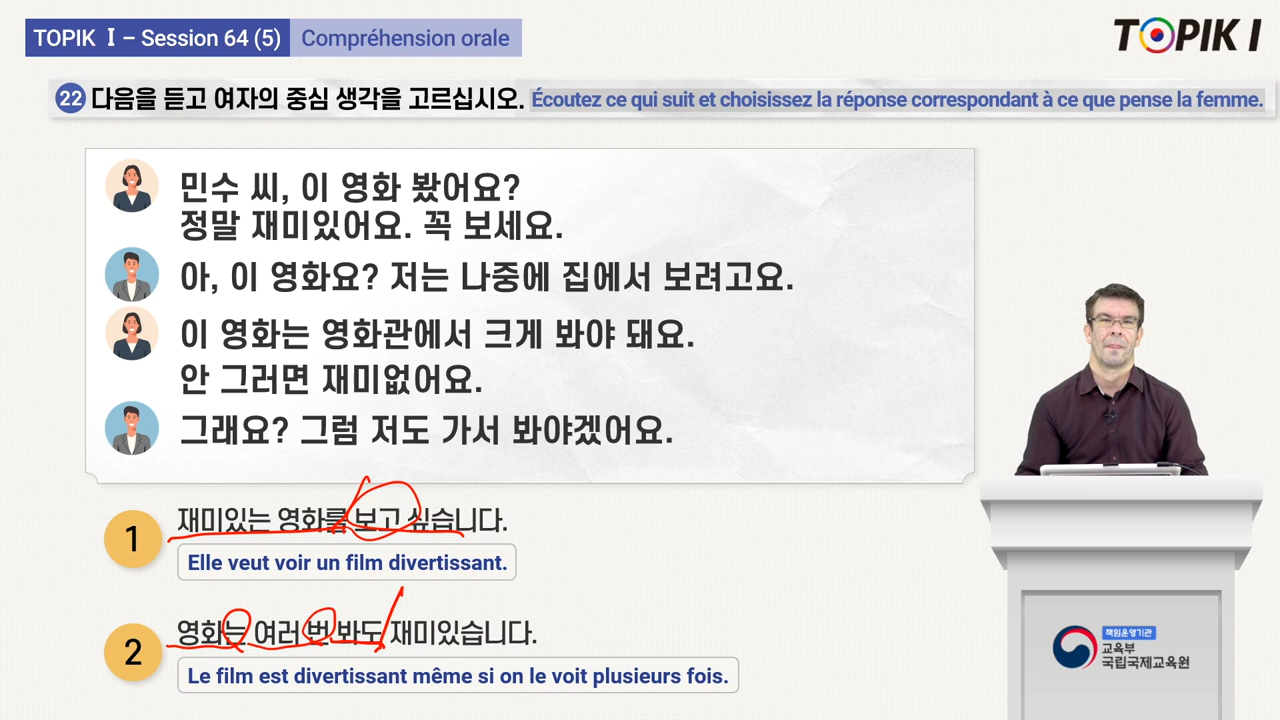 TOPIK Ⅰ – Session 64 (5) Compréhension orale
TOPIK I
22 다음을 듣고 여자의 중심 생각을 고르십시오. Écoutez ce qui suit et choisissez la réponse correspondant à ce que pense la femme.
민수 씨, 이 영화 봤어요?
정말 재미있어요. 꼭 보세요.
아, 이 영화요? 저는 나중에 집에서 보려고요.
이 영화는 영화관에서 크게 봐야 돼요.
안 그러면 재미없어요.
그래요? 그럼 저도 가서 봐야겠어요.
1 재미있는 영화를 보고 싶습니다.
Elle veut voir un film divertissant.
2 영화는 여러 번 봐도 재미있습니다.
Le film est divertissant même si on le voit plusieurs fois.
책임운영기관
교육부
국립국제교육원